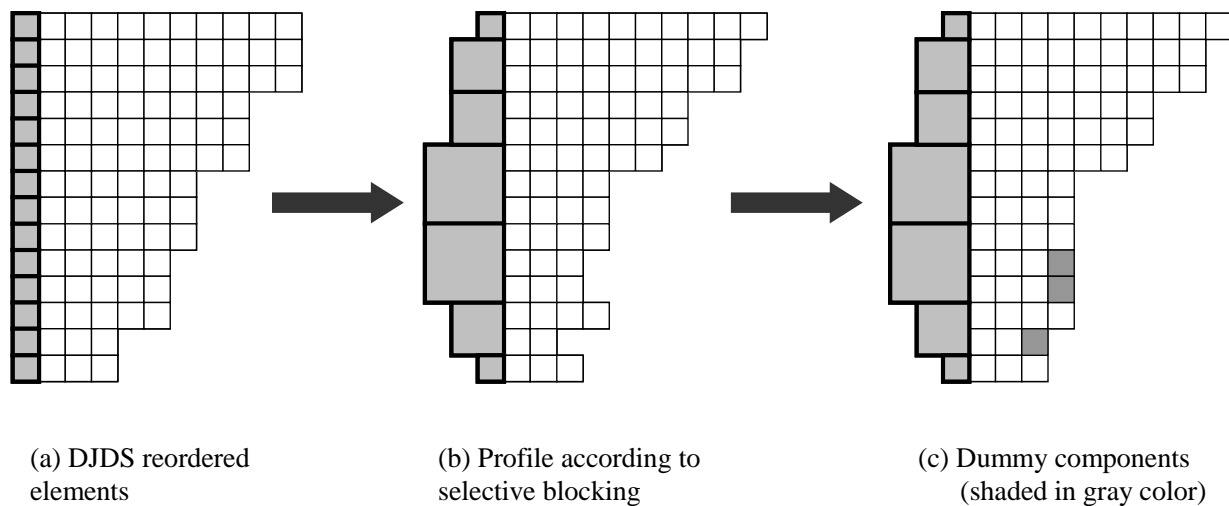 (a) DJDS reordered
elements
(b) Profile according to
selective blocking
(c) Dummy components
(shaded in gray color)